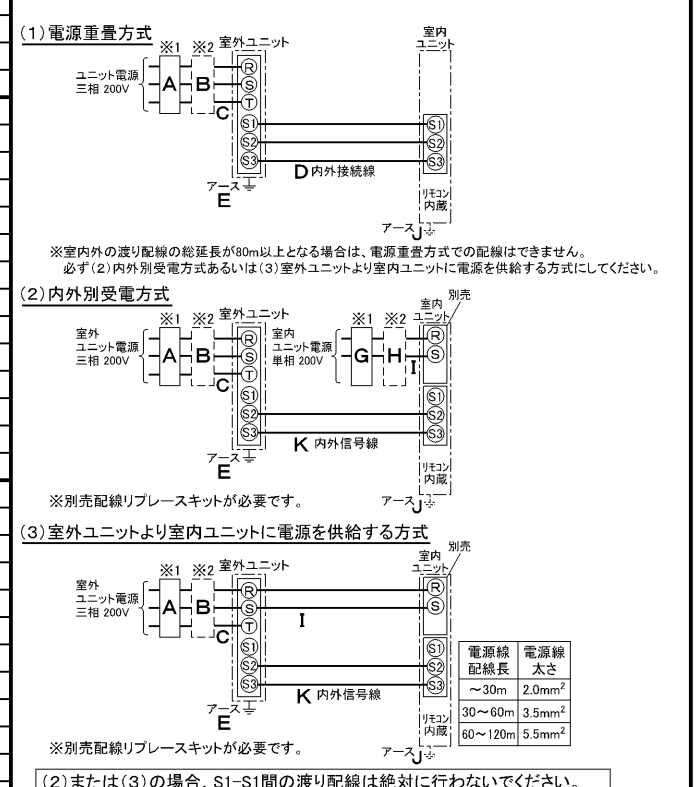 (1)電源重畳方式
※1 ※2 室外ユニット
室内
ユニット
ユニット電源
三相 200V
A B
C
R
S
T
S1
S2
S3
S1
S2
S3
D 内外接続線
アース
E
リモコン
内蔵
アース J
※室内外の渡り配線の総延長が80m以上となる場合は、電源重畳方式での配線はできません。
必ず(2)内外別受電方式あるいは(3)室外ユニットより室内ユニットに電源を供給する方式にしてください。
(2)内外別受電方式
※1 ※2 室外ユニット
※1 ※2
室内
ユニット
別売
室外
ユニット電源
三相 200V
A B
C
R
S
T
S1
S2
S3
室内
ユニット電源
単相 200V
G H
I
R
S
S1
S2
S3
K 内外信号線
アース
E
リモコン
内蔵
アース J
※別売配線リプレースキットが必要です。
(3)室外ユニットより室内ユニットに電源を供給する方式
※1 ※2 室外ユニット
室内
ユニット
別売
室外
ユニット電源
三相 200V
A B
C
R
S
T
S1
S2
S3
I
R
S
S1
S2
S3
K 内外信号線
アース
E
リモコン
内蔵
アース J
電源線 電源線
配線長 太さ
～30m 2.0mm²
30～60m 3.5mm²
60～120m 5.5mm²
※別売配線リプレースキットが必要です。
(2)または(3)の場合、S1-S1間の渡り配線は絶対に行わないでください。